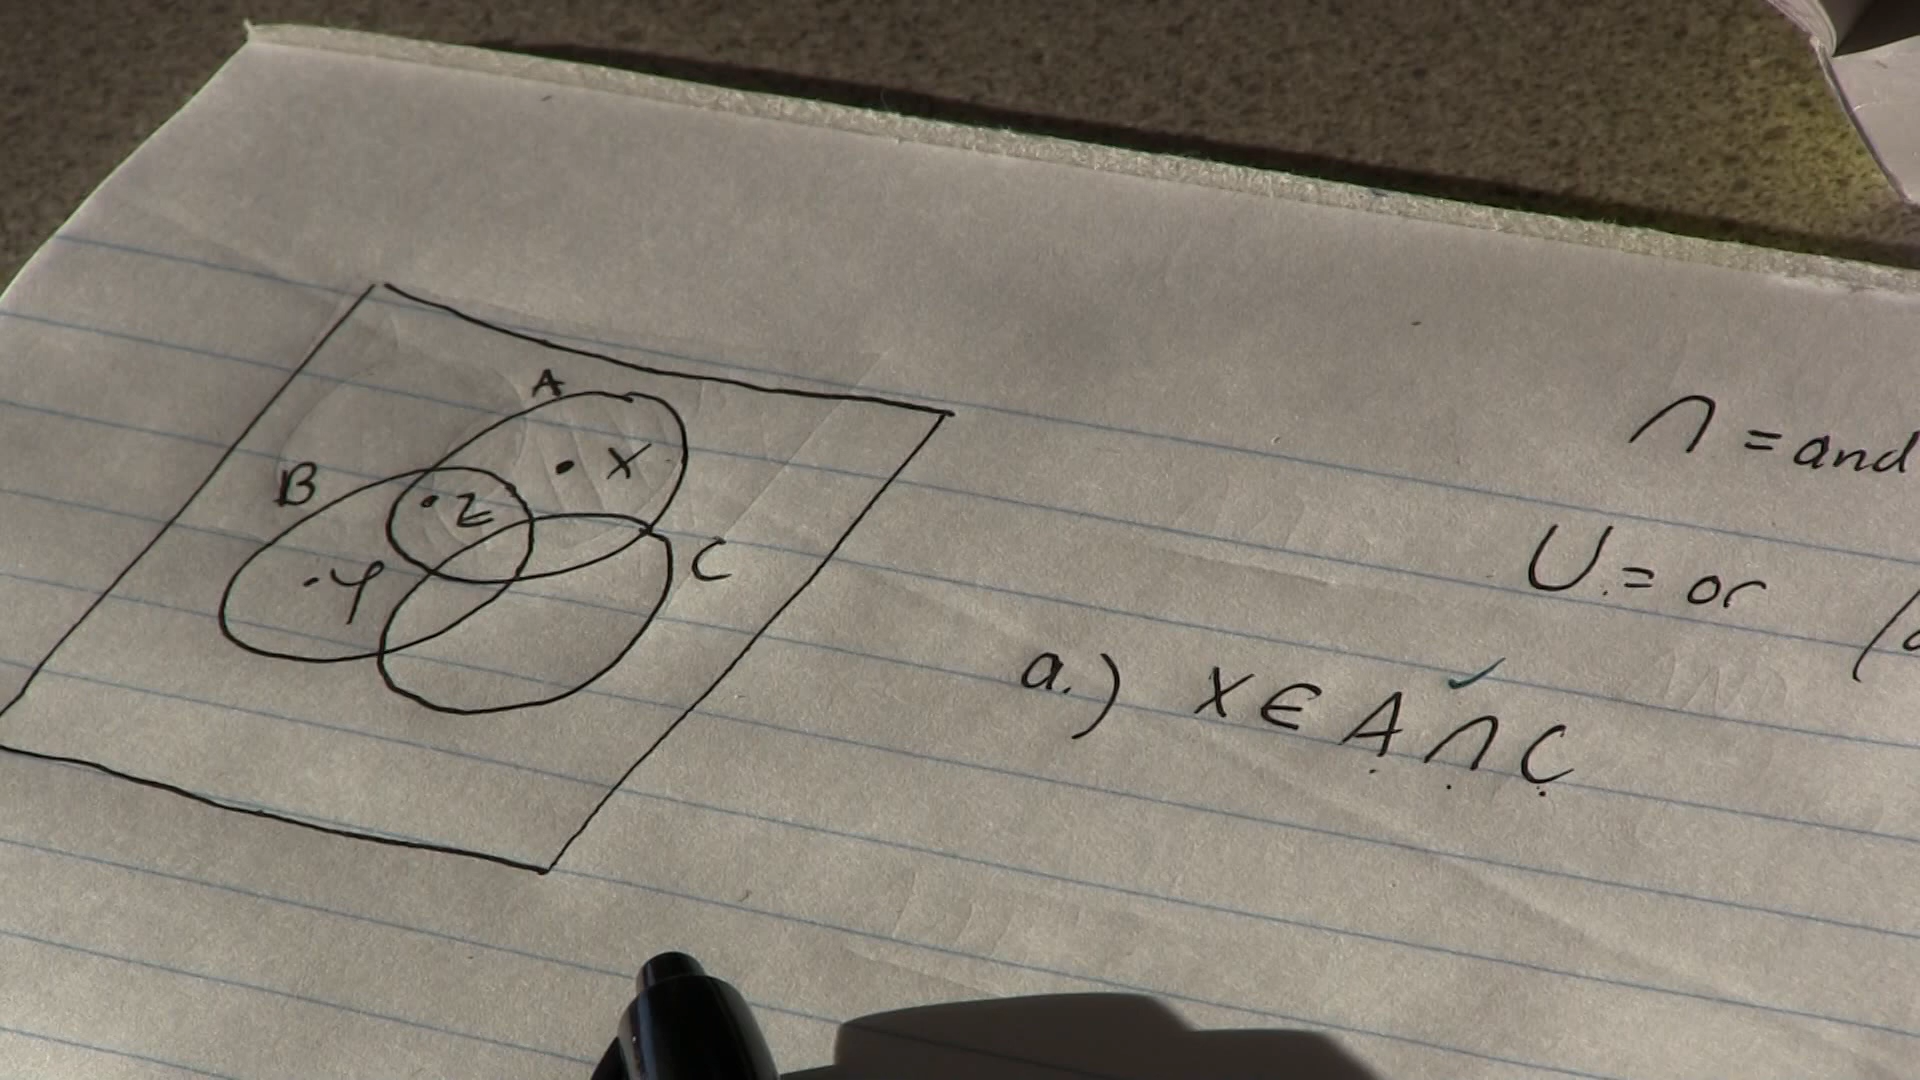 A
B
· X
· Z
· Y
C
∩ = and
U = or (
a.) X ∈ A ∩ C